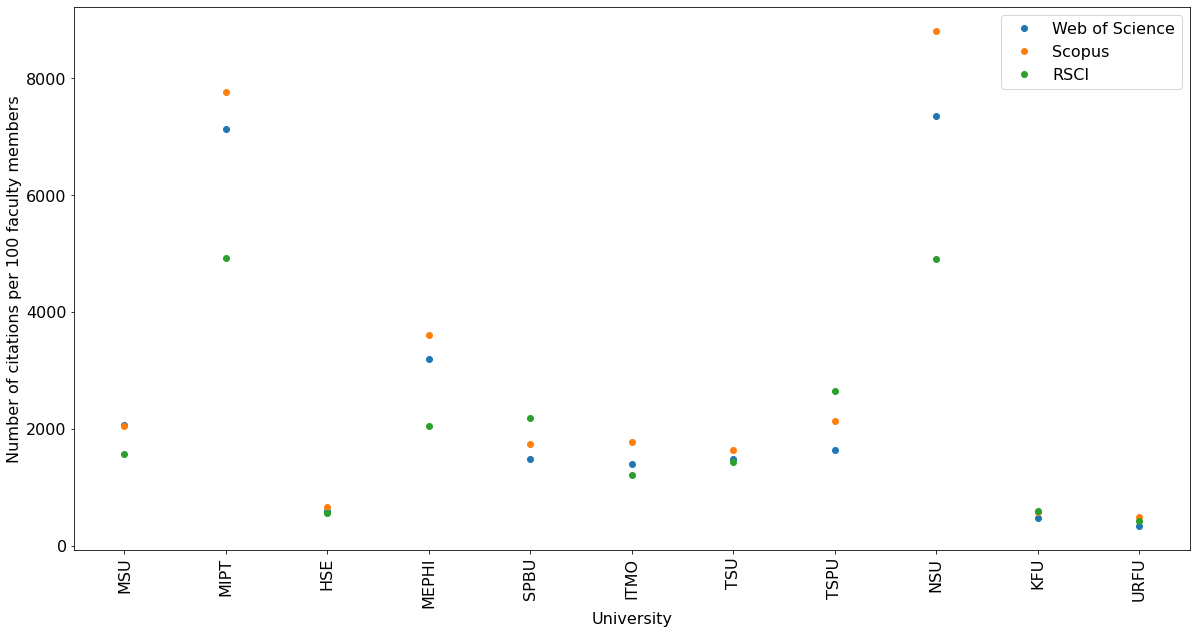 Number of citations per 100 faculty members
8000
6000
4000
2000
0
Web of Science
Scopus
RSCI
MSU
MIPT
HSE
MEPHI
SPBU
ITMO
TSU
TSPU
NSU
KFU
URFU
University